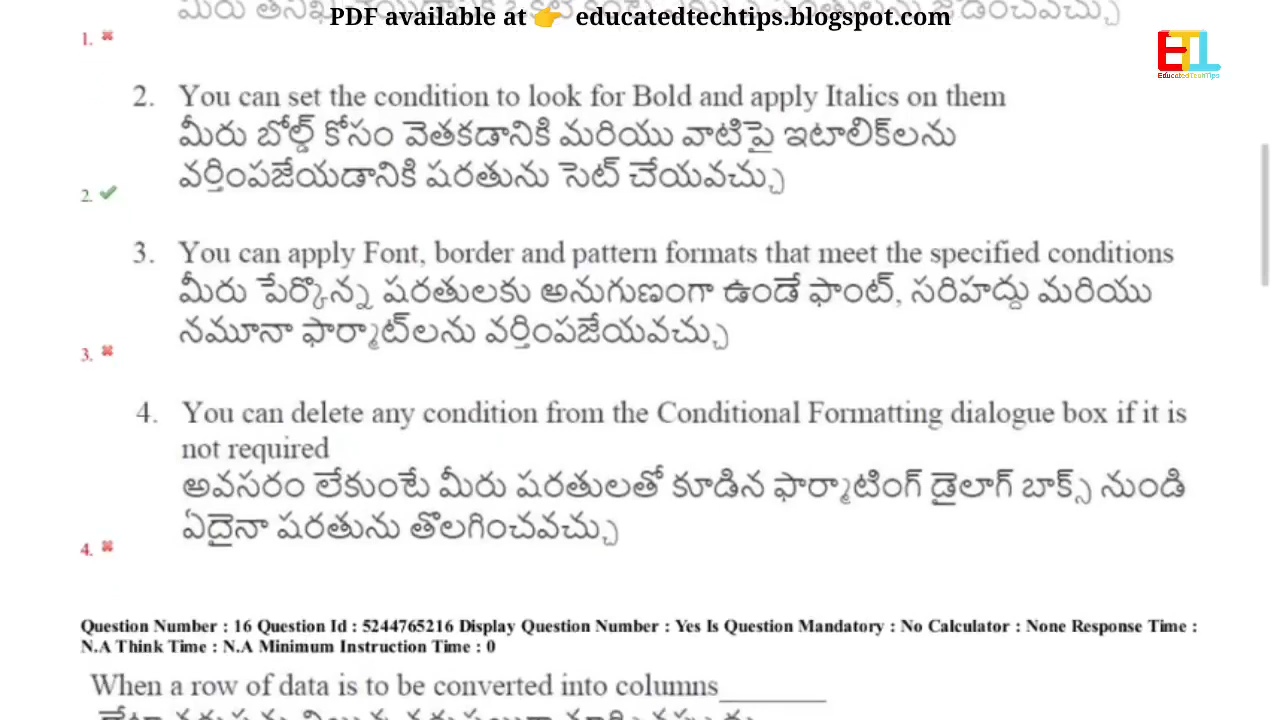 PDF available at 👉 educatedtechtips.blogspot.com
1. ✖
ETL
EducatedTechTips
2. You can set the condition to look for Bold and apply Italics on them
మీరు బోల్డ్ కోసం వెతకడానికి మరియు వాటిపై ఇటాలిక్‌లను
వర్తింపజేయడానికి షరతును సెట్ చేయవచ్చు
2. ✔
3. You can apply Font, border and pattern formats that meet the specified conditions
మీరు పేర్కొన్న షరతులకు అనుగుణంగా ఉండే ఫాంట్, సరిహద్దు మరియు
నమూనా ఫార్మాట్‌లను వర్తింపజేయవచ్చు
3. ✖
4. You can delete any condition from the Conditional Formatting dialogue box if it is
not required
అవసరం లేకుంటే మీరు షరతులతో కూడిన ఫార్మాటింగ్ డైలాగ్ బాక్స్ నుండి
ఏదైనా షరతును తొలగించవచ్చు
4. ✖
Question Number : 16 Question Id : 5244765216 Display Question Number : Yes Is Question Mandatory : No Calculator : None Response Time :
N.A Think Time : N.A Minimum Instruction Time : 0
When a row of data is to be converted into columns_______